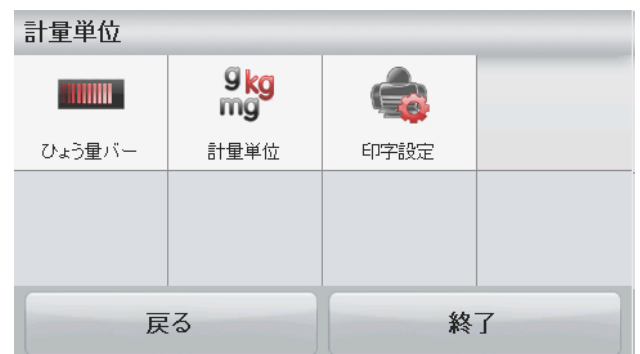 計量単位
g kg
mg
ひょう量バー
計量単位
印字設定
戻る
終了